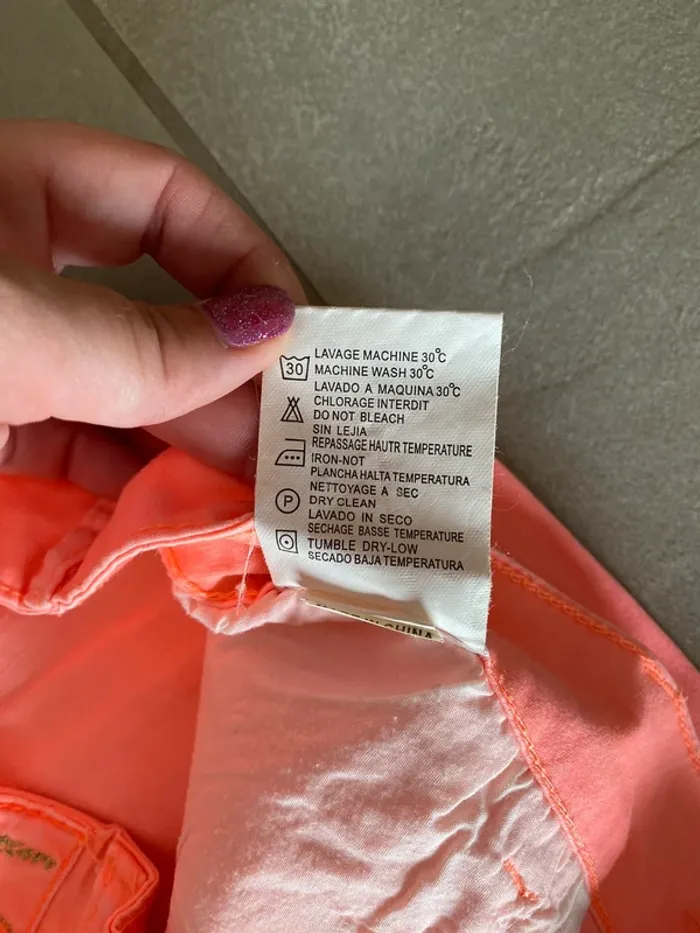 30
LAVAGE MACHINE 30℃
MACHINE WASH 30℃
LAVADO A MAQUINA 30℃
CHLORAGE INTERDIT
DO NOT BLEACH
SIN LEJIA
REPASSAGE HAUTR TEMPERATURE
IRON-NOT
PLANCHA HALTA TEMPERATURA
NETTOYAGE A SEC
P
DRY CLEAN
LAVADO IN SECO
SECHAGE BASSE TEMPERATURE
TUMBLE DRY-LOW
SECADO BAJA TEMPERATURA
IN CHINA